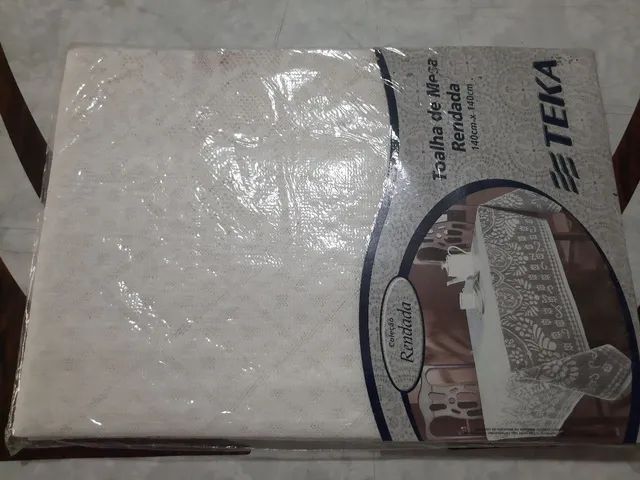 TEKA
Toalha de Mesa
Rendada
140cm x 140cm
Coleção
Rendada